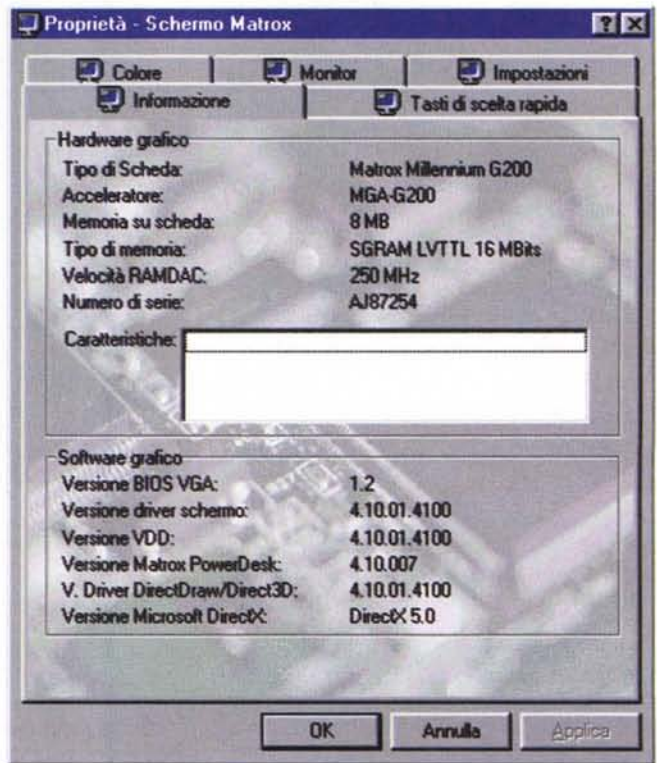 Proprietà - Schermo Matrox
Colore
Monitor
Impostazioni
Informazione
Tasti di scelta rapida
Hardware grafico
Tipo di Scheda: Matrox Millennium G200
Acceleratore: MGA-G200
Memoria su scheda: 8 MB
Tipo di memoria: SGRAM LVTTL 16 MBits
Velocità RAMDAC: 250 MHz
Numero di serie: AJ87254
Caratteristiche:
Software grafico
Versione BIOS VGA: 1.2
Versione driver schermo: 4.10.01.4100
Versione VDD: 4.10.01.4100
Versione Matrox PowerDesk: 4.10.007
V. Driver DirectDraw/Direct3D: 4.10.01.4100
Versione Microsoft DirectX: DirectX 5.0
OK
Annulla
Applica